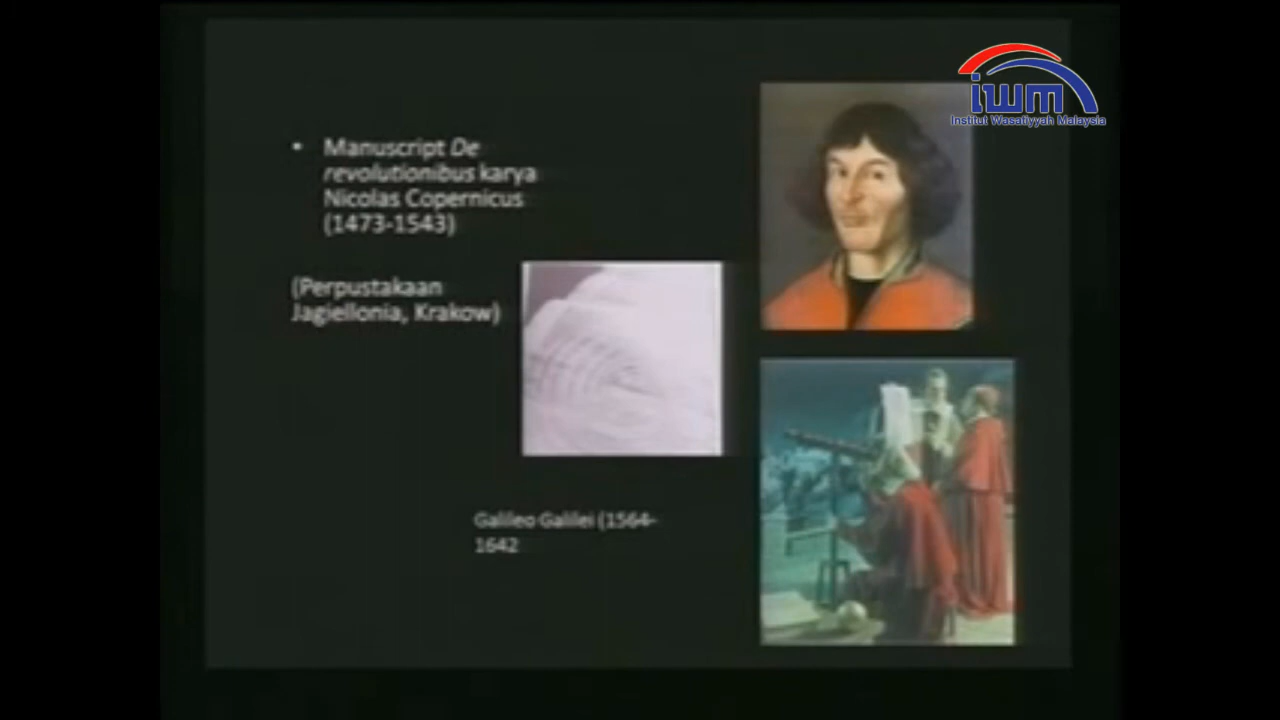 iwm
Institut Wasatiyyah Malaysia
• Manuscript De
revolutionibus karya
Nicolas Copernicus
(1473-1543)
(Perpustakaan
Jagiellonia, Krakow)
Galileo Galilei (1564-
1642